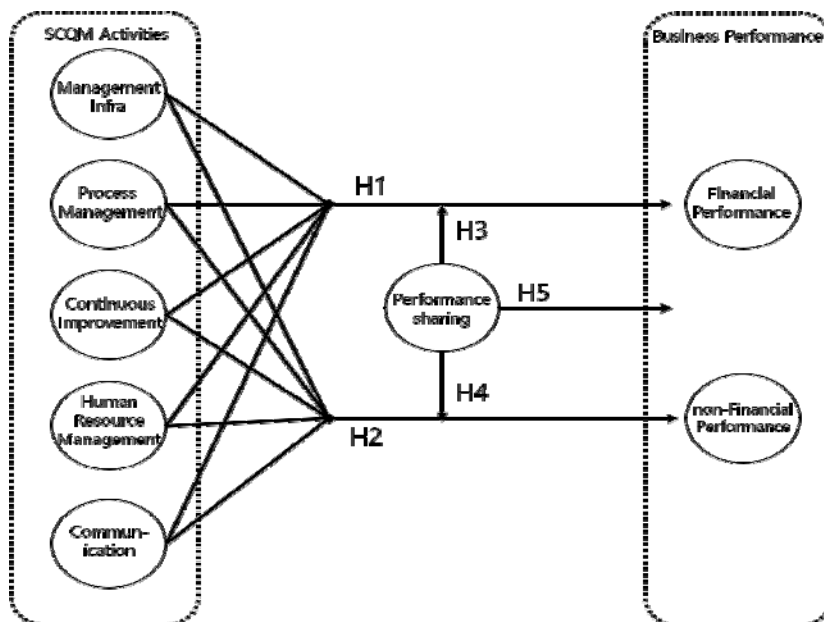 SCQM Activities
Management
Infra
Process
Management
Continuous
Improvement
Human
Resource
Management
Commun-
ication
H1
H2
H3
Performance
sharing
H4
H5
Business Performance
Financial
Performance
non-Financial
Performance